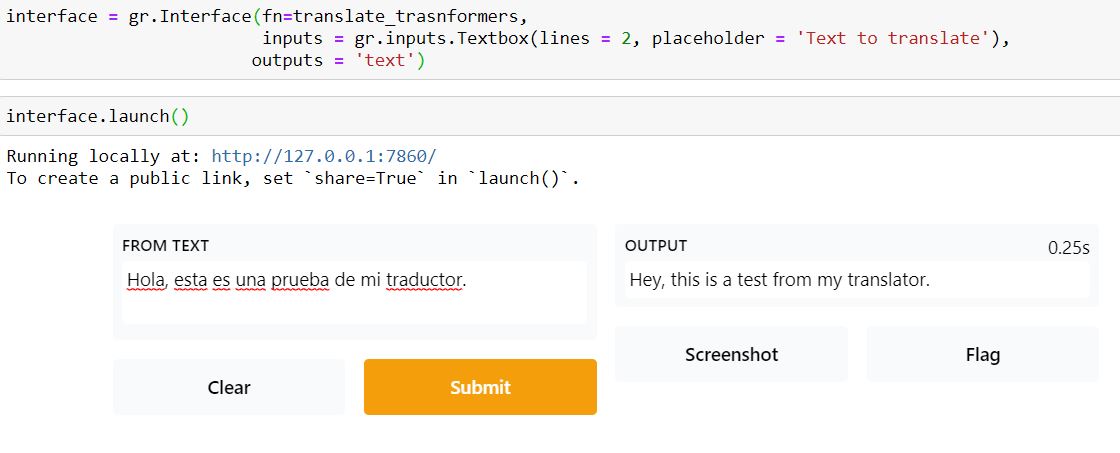 interface = gr.Interface(fn=translate_trasnformers,
inputs = gr.inputs.Textbox(lines = 2, placeholder = 'Text to translate'),
outputs = 'text')
interface.launch()
Running locally at: http://127.0.0.1:7860/
To create a public link, set `share=True` in `launch()`.
FROM TEXT
Hola, esta es una prueba de mi traductor.
Clear
Submit
OUTPUT
0.25s
Hey, this is a test from my translator.
Screenshot
Flag